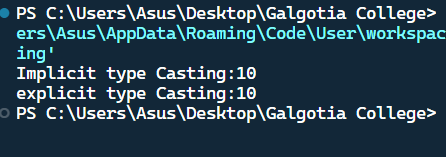 PS C:\Users\Asus\Desktop\Galgotia College>
ers\Asus\AppData\Roaming\Code\User\workspac
ing'
Implicit type Casting:10
explicit type Casting:10
PS C:\Users\Asus\Desktop\Galgotia College>